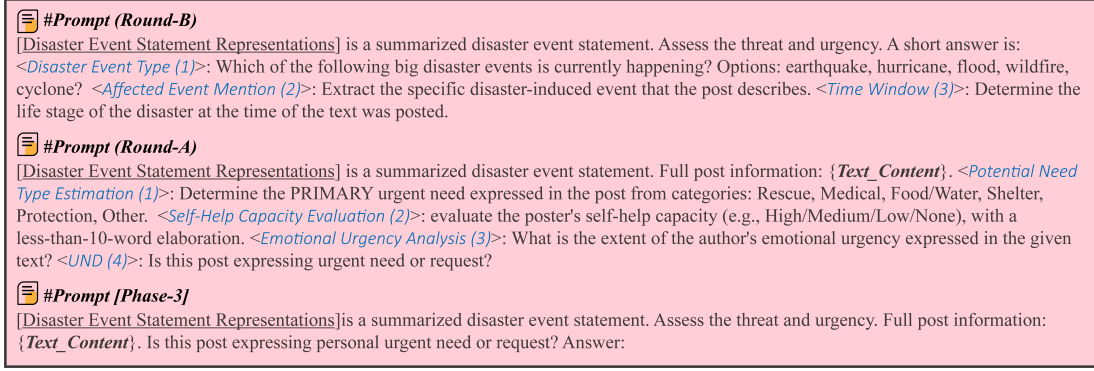 #Prompt (Round-B)
[Disaster Event Statement Representations] is a summarized disaster event statement. Assess the threat and urgency. A short answer is:
<Disaster Event Type (1)>: Which of the following big disaster events is currently happening? Options: earthquake, hurricane, flood, wildfire,
cyclone? <Affected Event Mention (2)>: Extract the specific disaster-induced event that the post describes. <Time Window (3)>: Determine the
life stage of the disaster at the time of the text was posted.
#Prompt (Round-A)
[Disaster Event Statement Representations] is a summarized disaster event statement. Full post information: {Text_Content}. <Potential Need
Type Estimation (1)>: Determine the PRIMARY urgent need expressed in the post from categories: Rescue, Medical, Food/Water, Shelter,
Protection, Other. <Self-Help Capacity Evaluation (2)>: evaluate the poster's self-help capacity (e.g., High/Medium/Low/None), with a
less-than-10-word elaboration. <Emotional Urgency Analysis (3)>: What is the extent of the author's emotional urgency expressed in the given
text? <UND (4)>: Is this post expressing urgent need or request?
#Prompt [Phase-3]
[Disaster Event Statement Representations]is a summarized disaster event statement. Assess the threat and urgency. Full post information:
{Text_Content}. Is this post expressing personal urgent need or request? Answer: